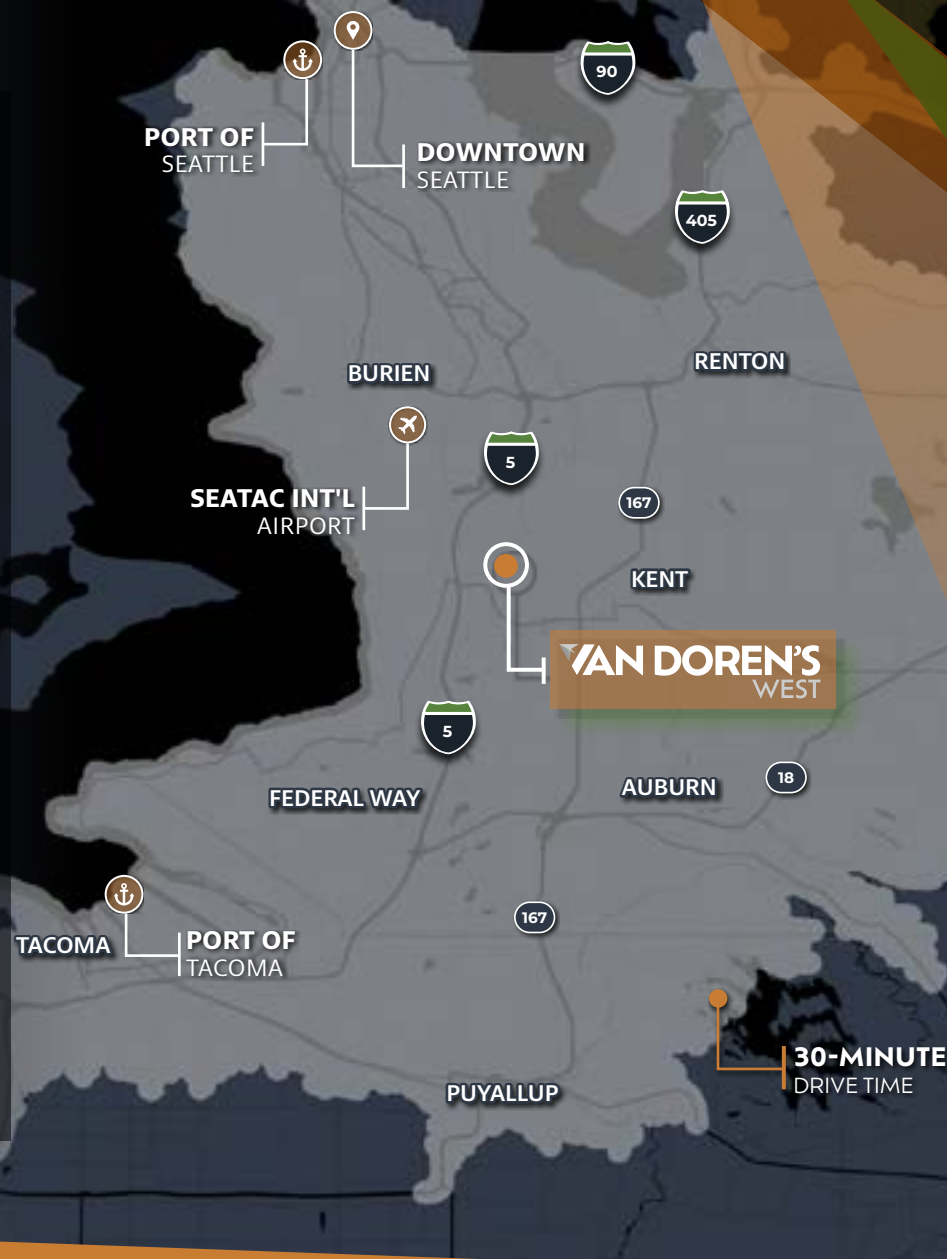 90
PORT OF
SEATTLE
DOWNTOWN
SEATTLE
405
RENTON
BURIEN
5
SEATAC INT'L
AIRPORT
167
KENT
VAN DOREN'S
WEST
5
18
AUBURN
FEDERAL WAY
167
TACOMA
PORT OF
TACOMA
30-MINUTE
DRIVE TIME
PUYALLUP